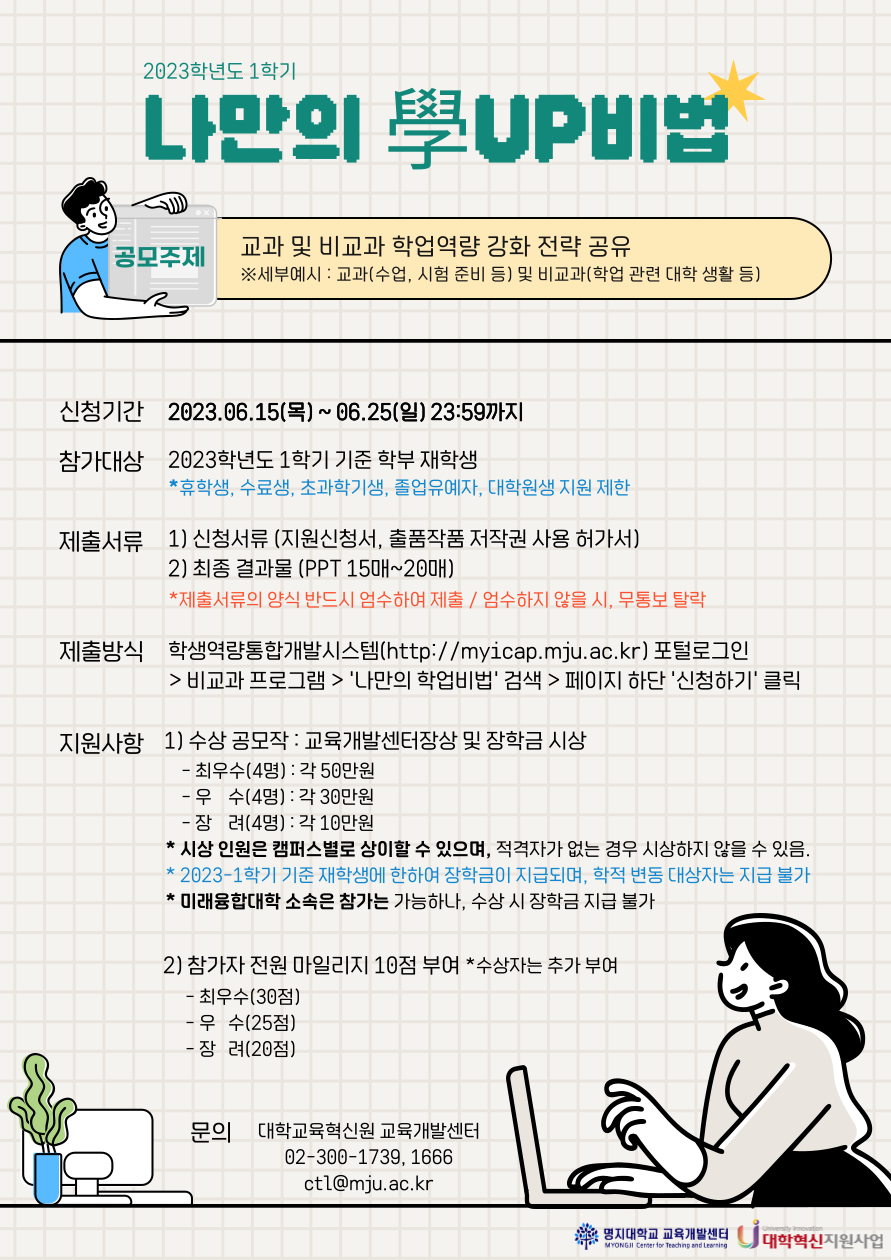 2023학년도 1학기
나만의 學UP비법
공모주제
교과 및 비교과 학업역량 강화 전략 공유
※세부예시 : 교과(수업, 시험 준비 등) 및 비교과(학업 관련 대학 생활 등)
신청기간 2023.06.15(목) ~ 06.25(일) 23:59까지
참가대상 2023학년도 1학기 기준 학부 재학생
*휴학생, 수료생, 초과학기생, 졸업유예자, 대학원생 지원 제한
제출서류 1) 신청서류 (지원신청서, 출품작품 저작권 사용 허가서)
2) 최종 결과물 (PPT 15매~20매)
*제출서류의 양식 반드시 엄수하여 제출 / 엄수하지 않을 시, 무통보 탈락
제출방식 학생역량통합개발시스템(http://myicap.mju.ac.kr) 포털로그인
> 비교과 프로그램 > '나만의 학업비법' 검색 > 페이지 하단 '신청하기' 클릭
지원사항 1) 수상 공모작 : 교육개발센터장상 및 장학금 시상
- 최우수(4명) : 각 50만원
- 우 수(4명) : 각 30만원
- 장 려(4명) : 각 10만원
* 시상 인원은 캠퍼스별로 상이할 수 있으며, 적격자가 없는 경우 시상하지 않을 수 있음.
* 2023-1학기 기준 재학생에 한하여 장학금이 지급되며, 학적 변동 대상자는 지급 불가
* 미래융합대학 소속은 참가는 가능하나, 수상 시 장학금 지급 불가
2) 참가자 전원 마일리지 10점 부여 *수상자는 추가 부여
- 최우수(30점)
- 우 수(25점)
- 장 려(20점)
문의 대학교육혁신원 교육개발센터
02-300-1739, 1666
ctl@mju.ac.kr
명지대학교 교육개발센터
MYONGJI Center for Teaching and Learning
University Innovation
대학혁신지원사업